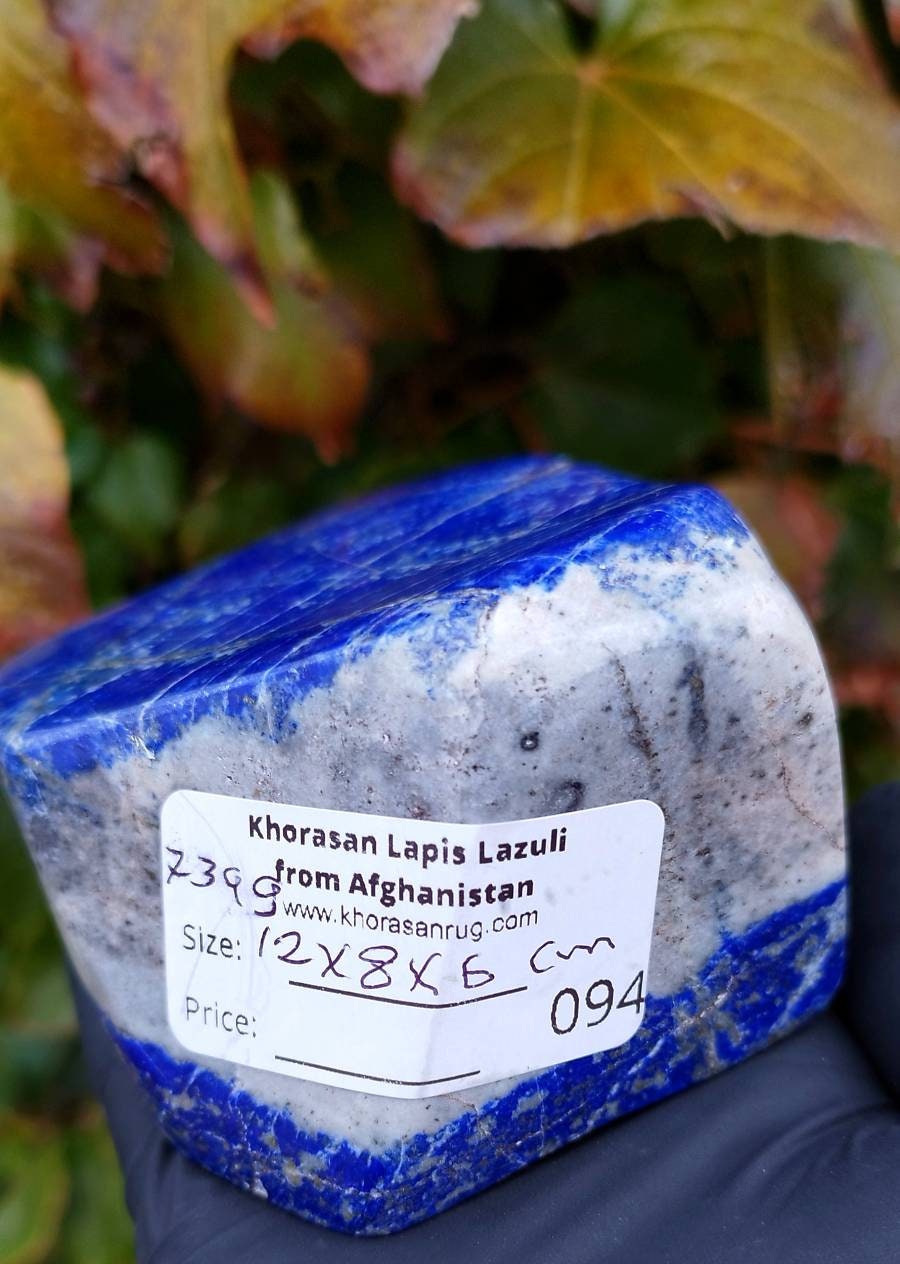 Khorasan Lapis Lazuli
from Afghanistan
739g
www.khorasanrug.com
Size: 12x8x6 cm
094
Price: